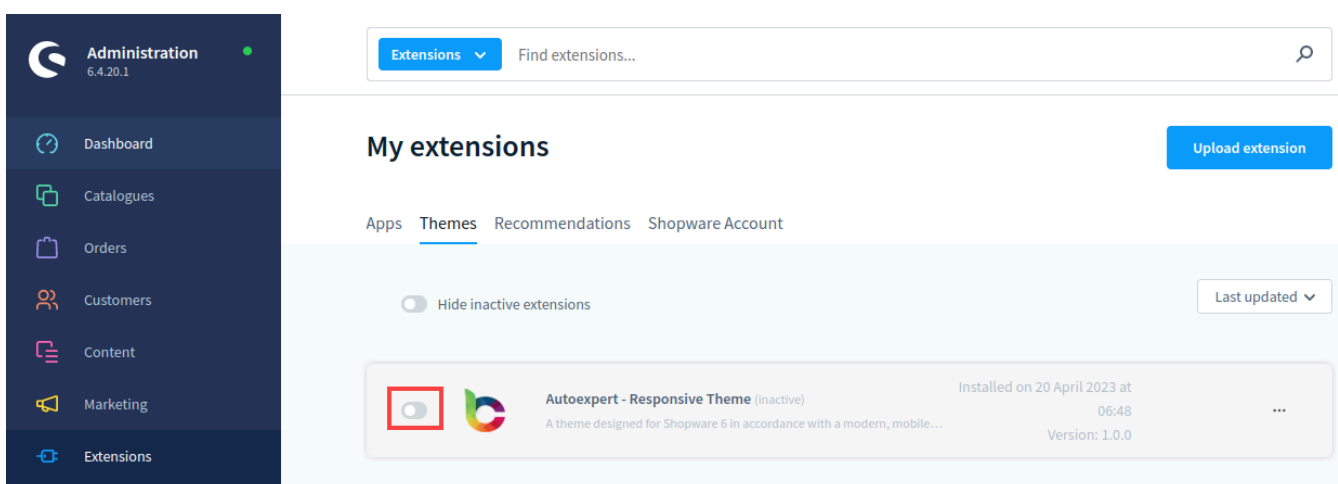 Administration
6.4.20.1
Dashboard
Catalogues
Orders
Customers
Content
Marketing
Extensions
Extensions Find extensions...
My extensions
Upload extension
Apps Themes Recommendations Shopware Account
Hide inactive extensions
Last updated
Autoexpert - Responsive Theme (inactive)
A theme designed for Shopware 6 in accordance with a modern, mobile...
Installed on 20 April 2023 at
06:48
Version: 1.0.0